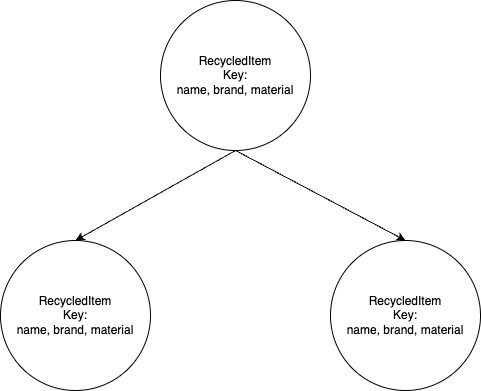 RecycledItem
Key:
name, brand, material
RecycledItem
Key:
name, brand, material
RecycledItem
Key:
name, brand, material